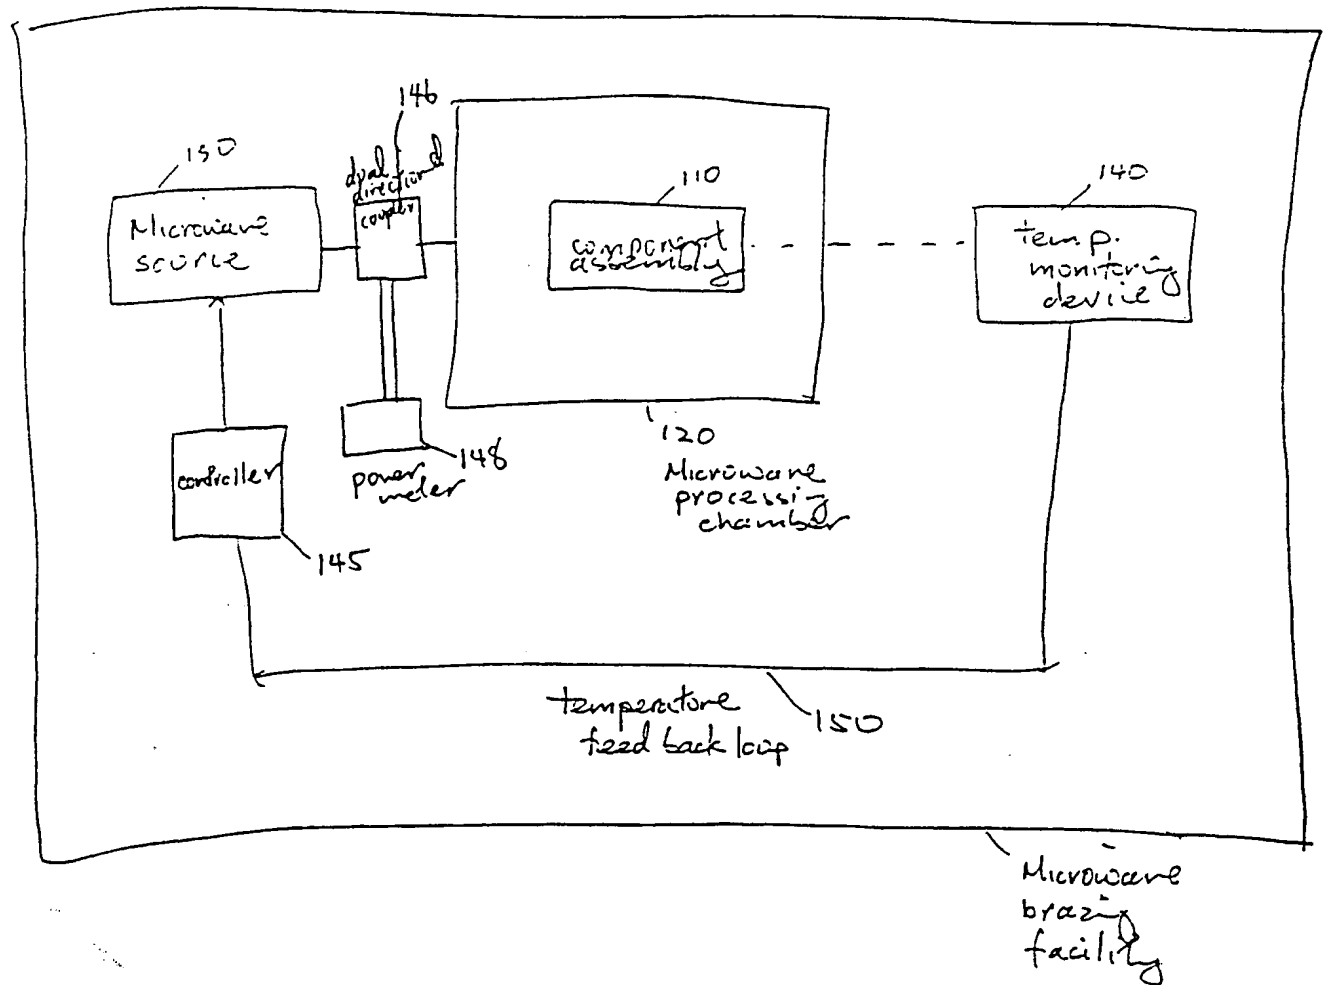 146
150
dual
directional
coupler
110
140
Microwave
source
component
assembly
temp.
monitoring
device
120
Microwave
processing
chamber
controller
148
power
meter
145
temperature
feed back loop
150
Microwave
brazing
facility